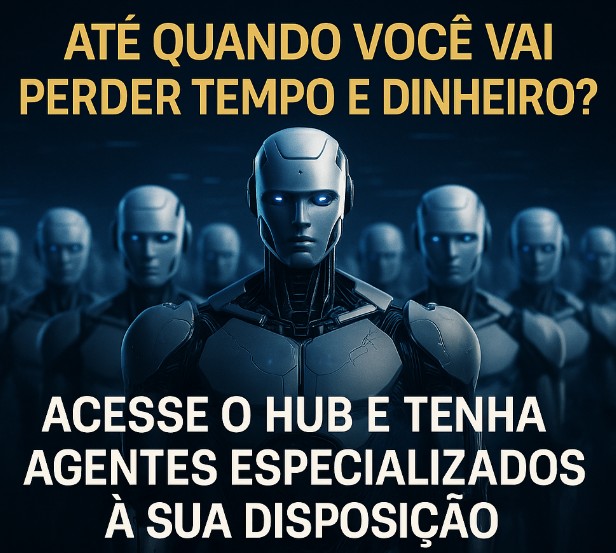 ATÉ QUANDO VOCÊ VAI
PERDER TEMPO E DINHEIRO?
ACESSE O HUB E TENHA
AGENTES ESPECIALIZADOS
À SUA DISPOSIÇÃO